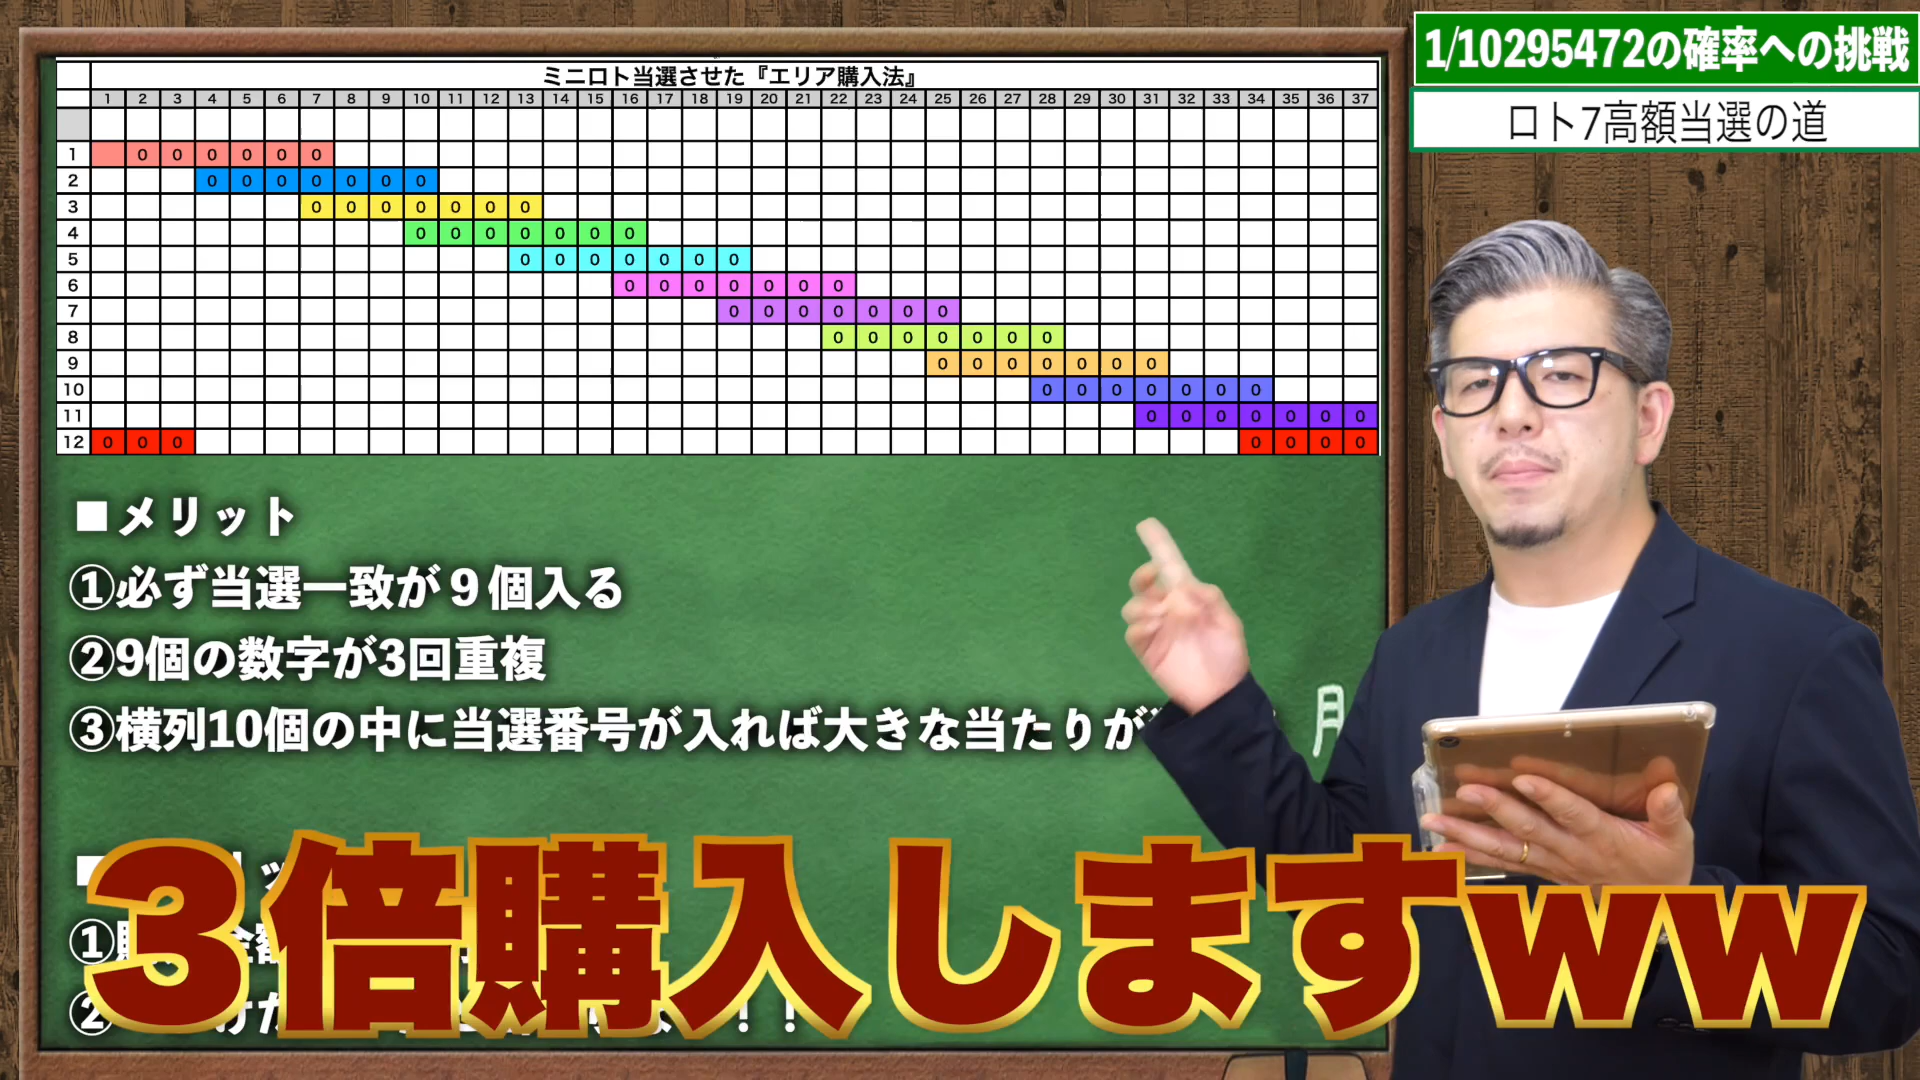 1/10295472の確率への挑戦
ロト7高額当選の道
ミニロト当選させた『エリア購入法』
1 2 3 4 5 6 7 8 9 10 11 12 13 14 15 16 17 18 19 20 21 22 23 24 25 26 27 28 29 30 31 32 33 34 35 36 37
1 0 0 0 0 0 0
2 0 0 0 0 0 0 0
3 0 0 0 0 0 0 0
4 0 0 0 0 0 0 0
5 0 0 0 0 0 0 0
6 0 0 0 0 0 0 0
7 0 0 0 0 0 0 0
8 0 0 0 0 0 0 0
9 0 0 0 0 0 0 0
10 0 0 0 0 0 0 0
11 0 0 0 0 0 0 0
12 0 0 0 0 0 0 0
■メリット
①必ず当選一致が９個入る
②9個の数字が3回重複
③横列10個の中に当選番号が入れば大きな当たりが
月
①
②
３倍購入しますww